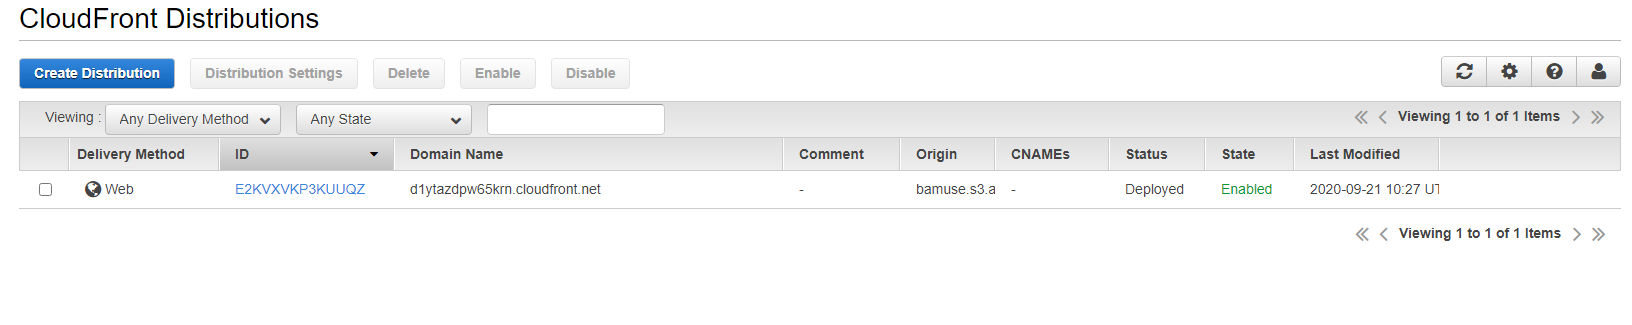 CloudFront Distributions
Create Distribution Distribution Settings Delete Enable Disable
Viewing : Any Delivery Method Any State Viewing 1 to 1 of 1 Items
Delivery Method ID Domain Name Comment Origin CNAMEs Status State Last Modified
Web E2KVXVKP3KUUQZ d1ytazdpw65krn.cloudfront.net - bamuse.s3.a - Deployed Enabled 2020-09-21 10:27 UT
Viewing 1 to 1 of 1 Items